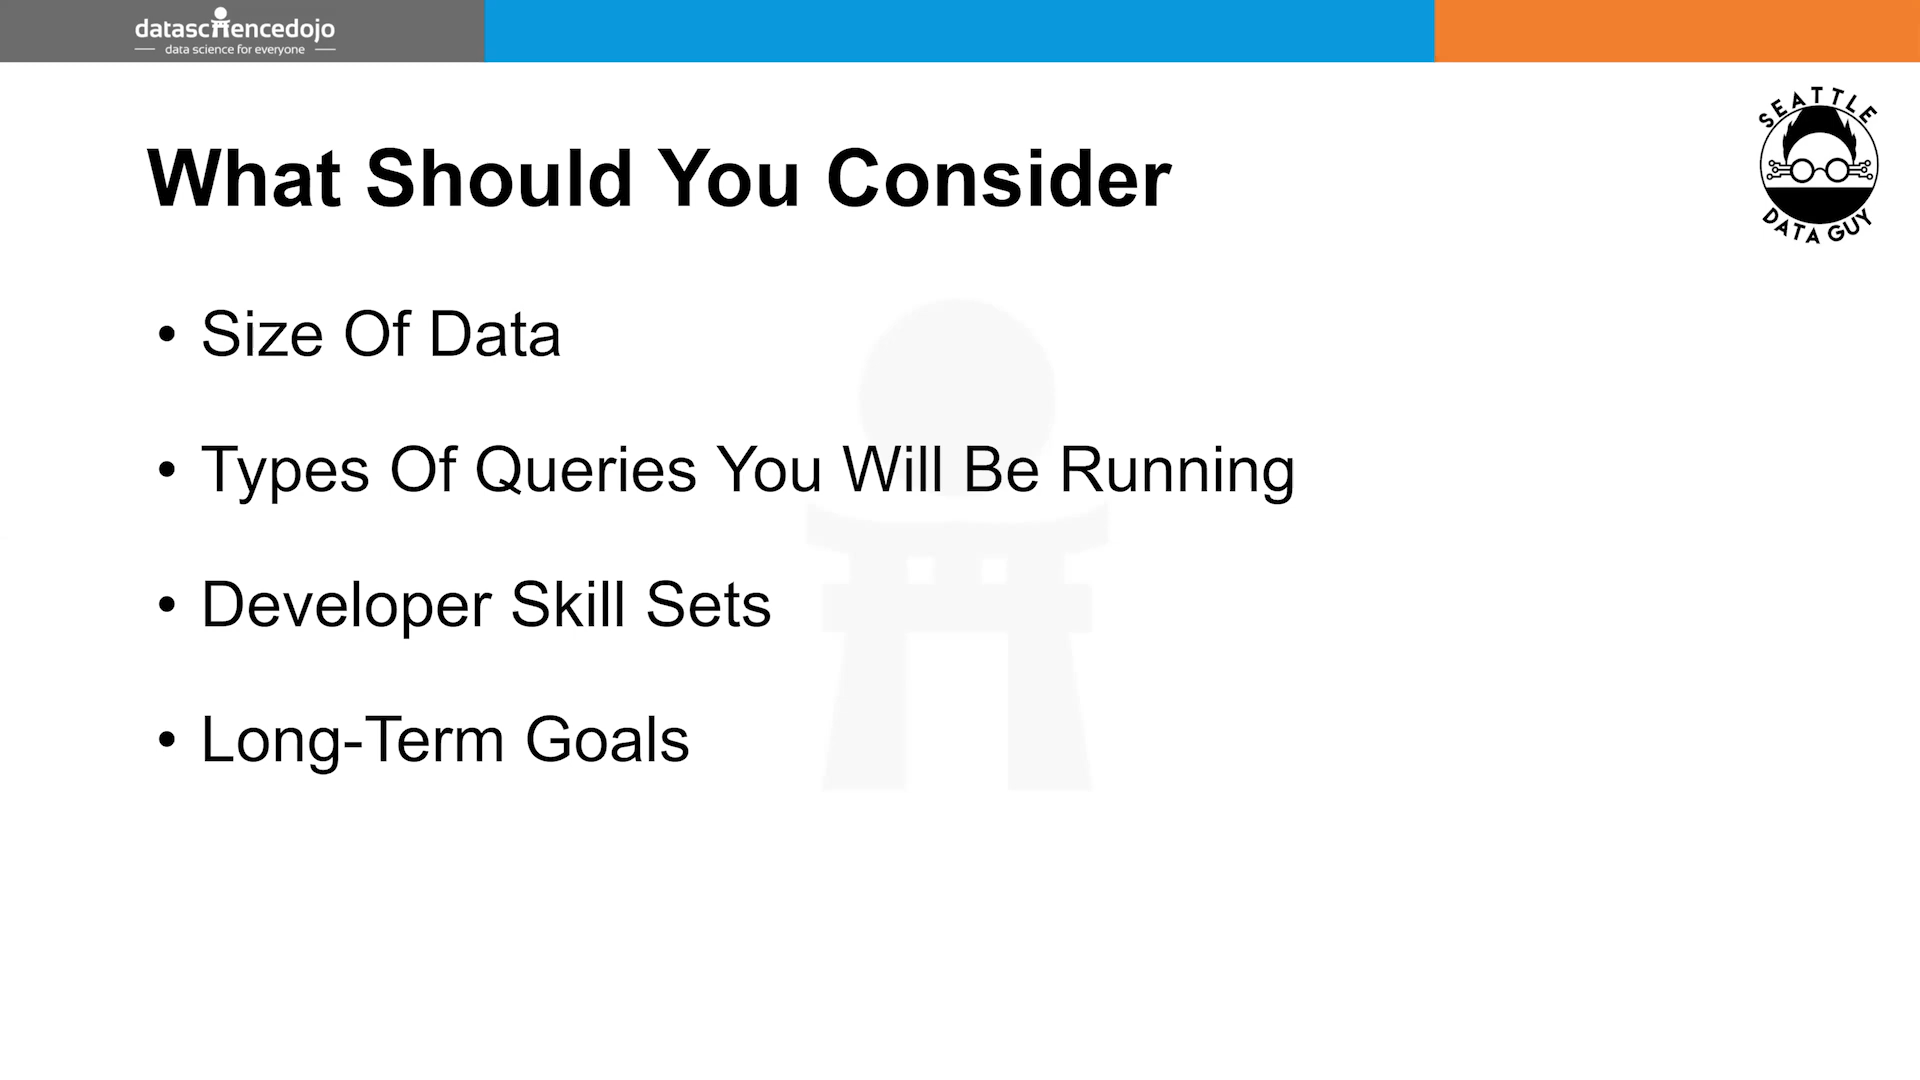 datasciencedojo
data science for everyone
SEATTLE
DATA GUY
What Should You Consider
• Size Of Data
• Types Of Queries You Will Be Running
• Developer Skill Sets
• Long-Term Goals